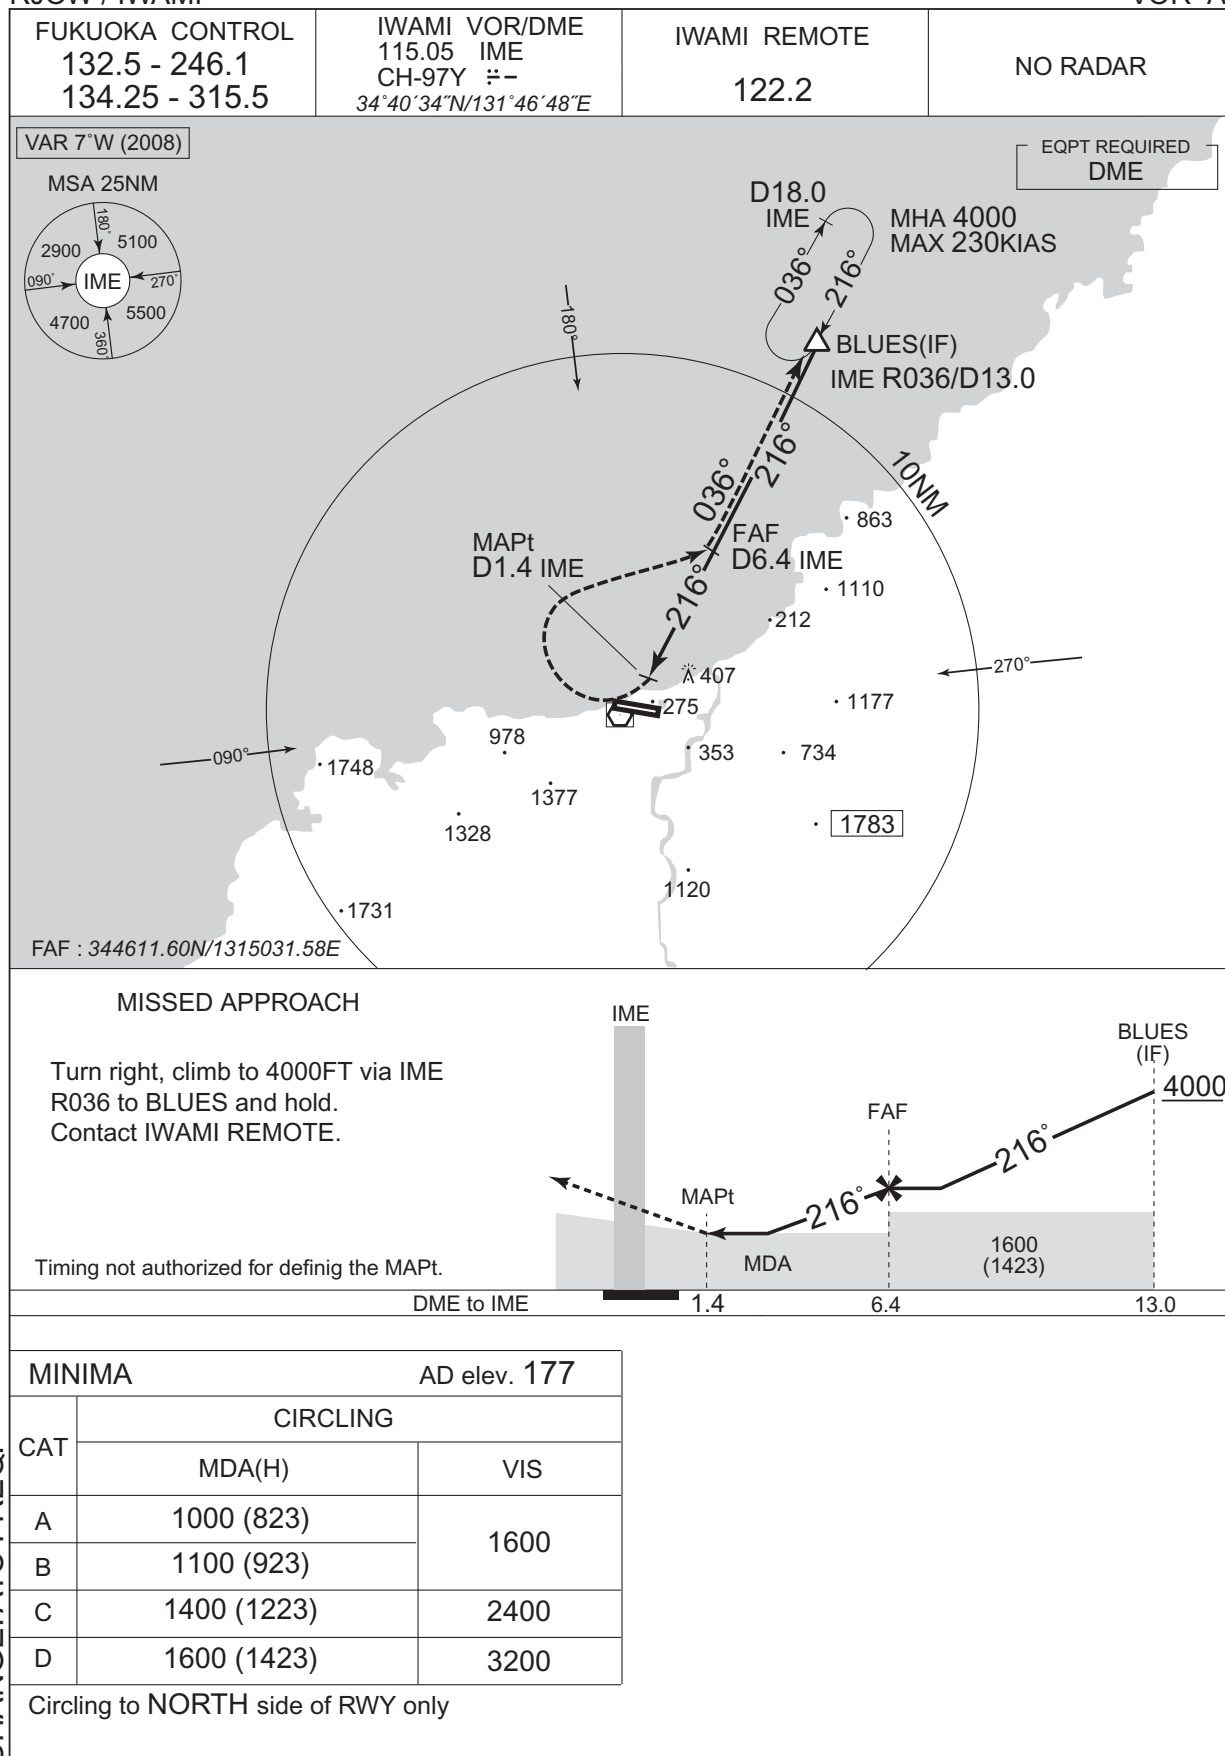 FUKUOKA CONTROL
132.5 - 246.1
134.25 - 315.5
IWAMI VOR/DME
115.05 IME
CH-97Y
34°40´34˝N/131°46´48˝E
IWAMI REMOTE
122.2
NO RADAR
VAR 7°W (2008)
EQPT REQUIRED
DME
MSA 25NM
180°
2900
5100
090°
IME
270°
4700
5500
360°
D18.0
IME
MHA 4000
MAX 230KIAS
036°
216°
BLUES(IF)
IME R036/D13.0
180°
216°
036°
10NM
863
MAPt
D1.4 IME
FAF
D6.4 IME
216°
1110
212
407
270°
275
1177
978
353
734
090°
1748
1377
1328
1783
1120
1731
FAF : 344611.60N/1315031.58E
MISSED APPROACH
Turn right, climb to 4000FT via IME
R036 to BLUES and hold.
Contact IWAMI REMOTE.
Timing not authorized for definig the MAPt.
IME
BLUES
(IF)
4000
FAF
216°
MAPt
216°
MDA
1600
(1423)
DME to IME
1.4
6.4
13.0
MINIMA AD elev. 177
CAT
CIRCLING
MDA(H) VIS
A 1000 (823) 1600
B 1100 (923)
C 1400 (1223) 2400
D 1600 (1423) 3200
Circling to NORTH side of RWY only